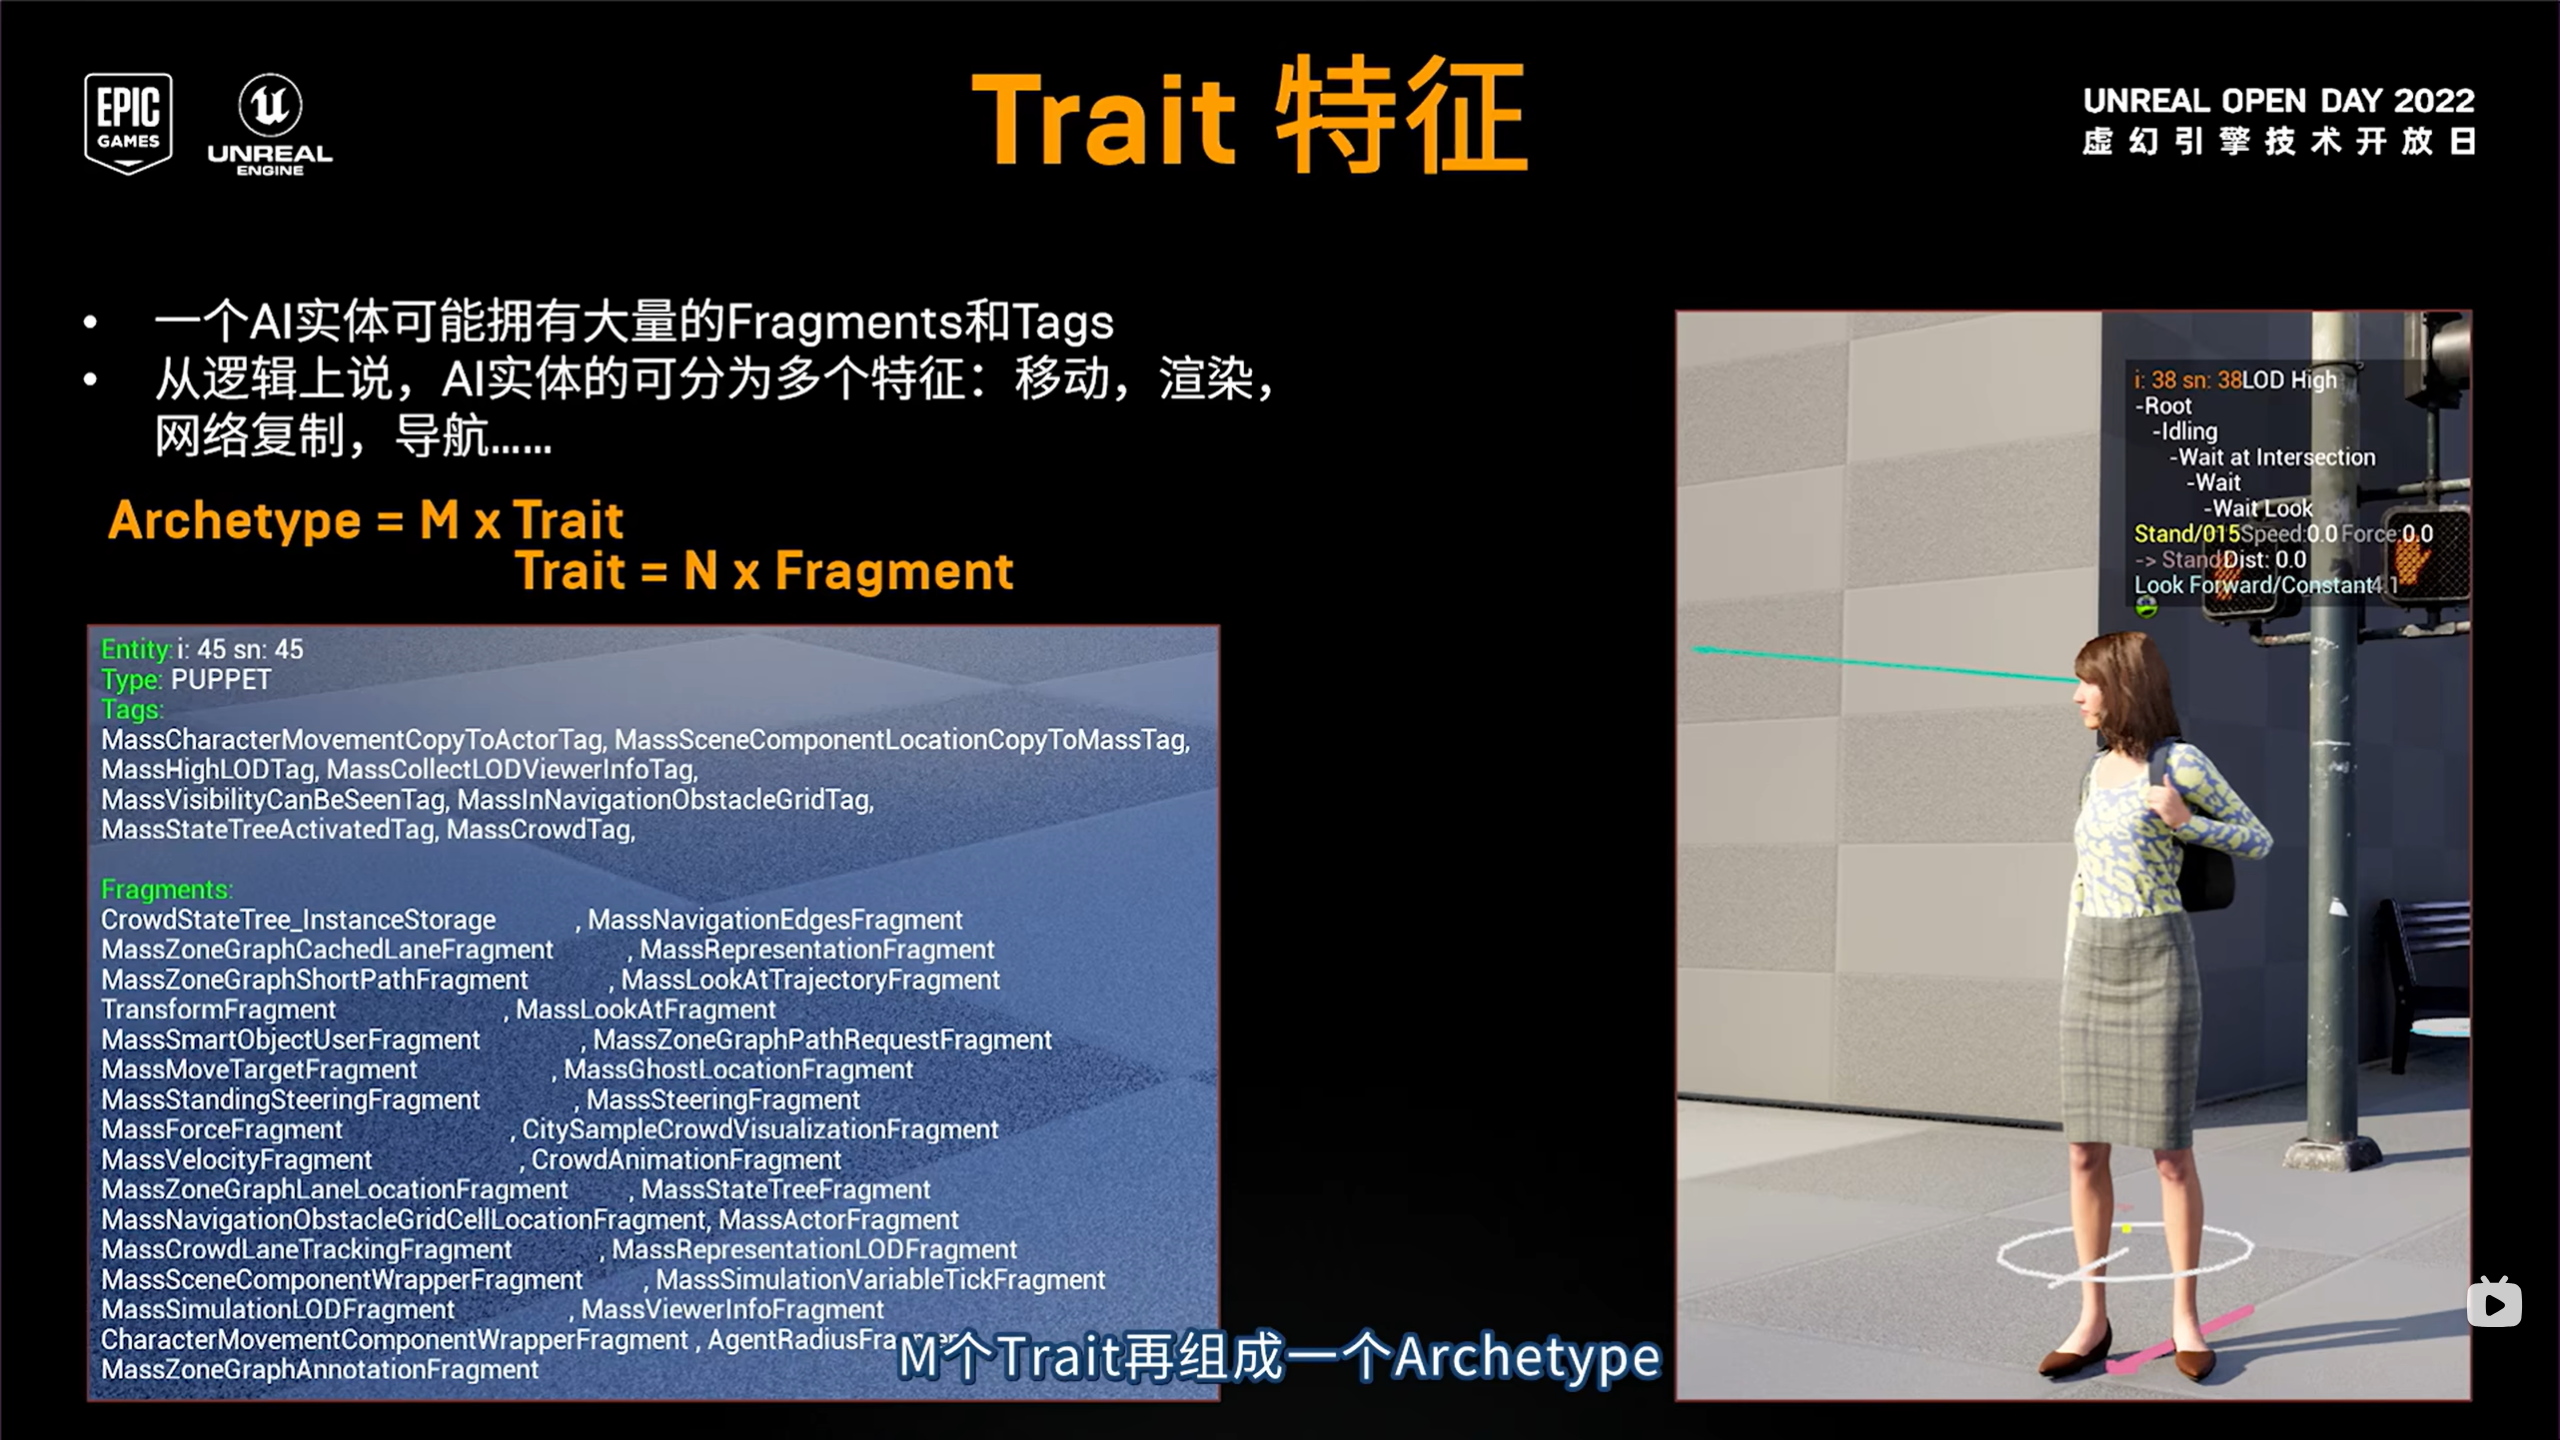 EPIC
GAMES
UNREAL
ENGINE
Trait 特征
UNREAL OPEN DAY 2022
虚幻引擎技术开放日
• 一个AI实体可能拥有大量的Fragments和Tags
• 从逻辑上说，AI实体的可分为多个特征：移动，渲染，
网络复制，导航……
Archetype = M x Trait
Trait = N x Fragment
Entity: i: 45 sn: 45
Type: PUPPET
Tags:
MassCharacterMovementCopyToActorTag, MassSceneComponentLocationCopyToMassTag,
MassHighLODTag, MassCollectLODViewerInfoTag,
MassVisibilityCanBeSeenTag, MassInNavigationObstacleGridTag,
MassStateTreeActivatedTag, MassCrowdTag,
Fragments:
CrowdStateTree_InstanceStorage , MassNavigationEdgesFragment
MassZoneGraphCachedLaneFragment , MassRepresentationFragment
MassZoneGraphShortPathFragment , MassLookAtTrajectoryFragment
TransformFragment , MassLookAtFragment
MassSmartObjectUserFragment , MassZoneGraphPathRequestFragment
MassMoveTargetFragment , MassGhostLocationFragment
MassStandingSteeringFragment , MassSteeringFragment
MassForceFragment , CitySampleCrowdVisualizationFragment
MassVelocityFragment , CrowdAnimationFragment
MassZoneGraphLaneLocationFragment , MassStateTreeFragment
MassNavigationObstacleGridCellLocationFragment, MassActorFragment
MassCrowdLaneTrackingFragment , MassRepresentationLODFragment
MassSceneComponentWrapperFragment , MassSimulationVariableTickFragment
MassSimulationLODFragment , MassViewerInfoFragment
CharacterMovementComponentWrapperFragment ,
MassZoneGraphAnnotationFragment
i: 38 sn: 38LOD High
-Root
-Idling
-Wait at Intersection
-Wait
-Wait Look
Stand/015Speed:0.0 Force:0.0
-> Stand Dist: 0.0
Look Forward/Constant4.1
M个Trait再组成一个Archetype